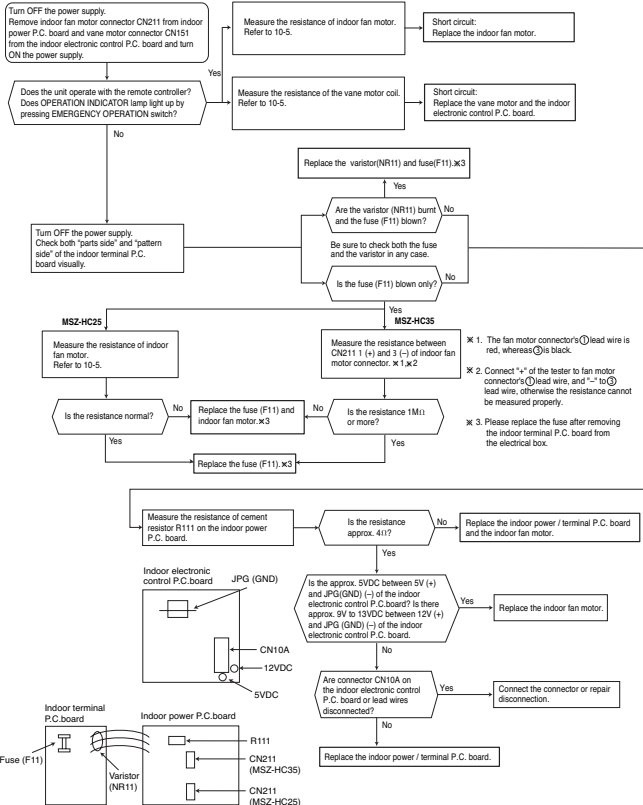 Turn OFF the power supply.
Remove indoor fan motor connector CN211 from indoor
power P.C. board and vane motor connector CN151
from the indoor electronic control P.C. board and turn
ON the power supply.
Does the unit operate with the remote controller?
Does OPERATION INDICATOR lamp light up by
pressing EMERGENCY OPERATION switch?
Yes
Measure the resistance of indoor fan motor.
Refer to 10-5.
Short circuit:
Replace the indoor fan motor.
Measure the resistance of the vane motor coil.
Refer to 10-5.
Short circuit:
Replace the vane motor and the indoor
electronic control P.C. board.
No
Turn OFF the power supply.
Check both "parts side" and "pattern
side" of the indoor terminal P.C.
board visually.
Replace the varistor(NR11) and fuse(F11).※3
Yes
Are the varistor (NR11) burnt
and the fuse (F11) blown?
No
Be sure to check both the fuse
and the varistor in any case.
Is the fuse (F11) blown only?
No
Yes
MSZ-HC25
MSZ-HC35
Measure the resistance of indoor
fan motor.
Refer to 10-5.
Measure the resistance between
CN211 1 (+) and 3 (–) of indoor fan
motor connector. ※1,※2
※ 1. The fan motor connector's ① lead wire is
red, whereas ③ is black.
※ 2. Connect "+" of the tester to fan motor
connector's ① lead wire, and "–" to ③
lead wire, otherwise the resistance cannot
be measured properly.
※ 3. Please replace the fuse after removing
the indoor terminal P.C. board from
the electrical box.
Is the resistance normal?
No
Replace the fuse (F11) and
indoor fan motor.※3
No
Is the resistance 1MΩ
or more?
Yes
Yes
Replace the fuse (F11).※3
Measure the resistance of cement
resistor R111 on the indoor power
P.C. board.
Is the resistance
approx. 4Ω?
No
Replace the indoor power / terminal P.C. board
and the indoor fan motor.
Yes
Is the approx. 5VDC between 5V (+)
and JPG(GND) (–) of the indoor
electronic control P.C.board? Is there
approx. 9V to 13VDC between 12V (+)
and JPG (GND) (–) of the indoor
electronic control P.C. board.
Yes
Replace the indoor fan motor.
No
Are connector CN10A on
the indoor electronic control
P.C. board or lead wires
disconnected?
Yes
Connect the connector or repair
disconnection.
No
Replace the indoor power / terminal P.C. board.
Indoor electronic
control P.C.board
JPG (GND)
CN10A
12VDC
5VDC
Indoor terminal
P.C.board
Indoor power P.C.board
Fuse (F11)
Varistor
(NR11)
R111
CN211
(MSZ-HC35)
CN211
(MSZ-HC25)